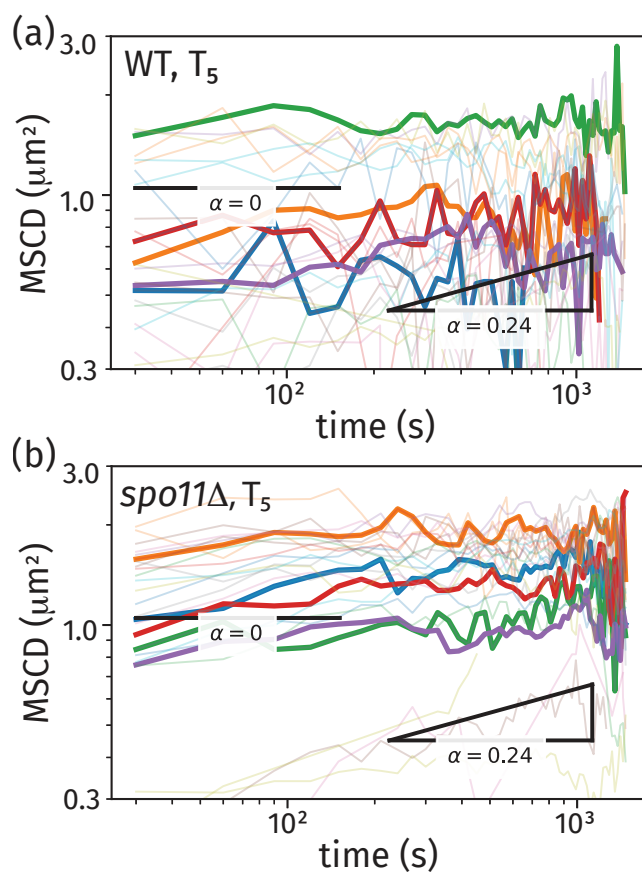 (a)
3.0
WT, T₅
1.0
α = 0
MSCD (μm²)
α = 0.24
0.3
10² 10³
time (s)
(b)
3.0
spo11Δ, T₅
1.0
α = 0
MSCD (μm²)
α = 0.24
0.3
10² 10³
time (s)